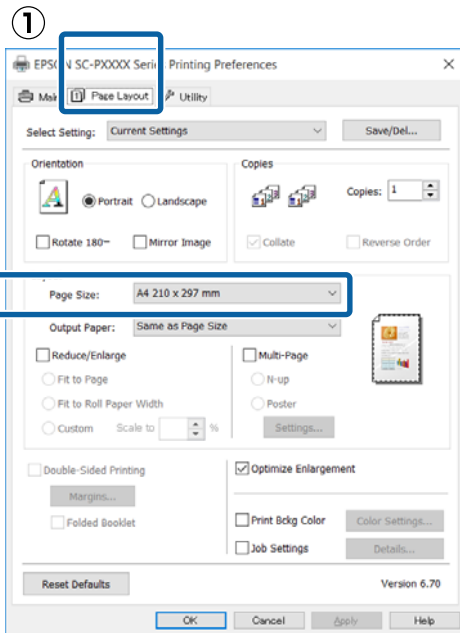 ①
EPSON SC-PXXXX Series Printing Preferences
Main Page Layout Utility
Select Setting: Current Settings Save/Del...
Orientation Copies
A Portrait Landscape Copies: 1
Rotate 180° Mirror Image Collate Reverse Order
Page Size: A4 210 x 297 mm
Output Paper: Same as Page Size
Reduce/Enlarge Multi-Page
Fit to Page N-up
Fit to Roll Paper Width Poster
Custom Scale to % Settings...
Double-Sided Printing Optimize Enlargement
Margins...
Folded Booklet Print Bckg Color Color Settings...
Job Settings Details...
Reset Defaults Version 6.70
OK Cancel Apply Help